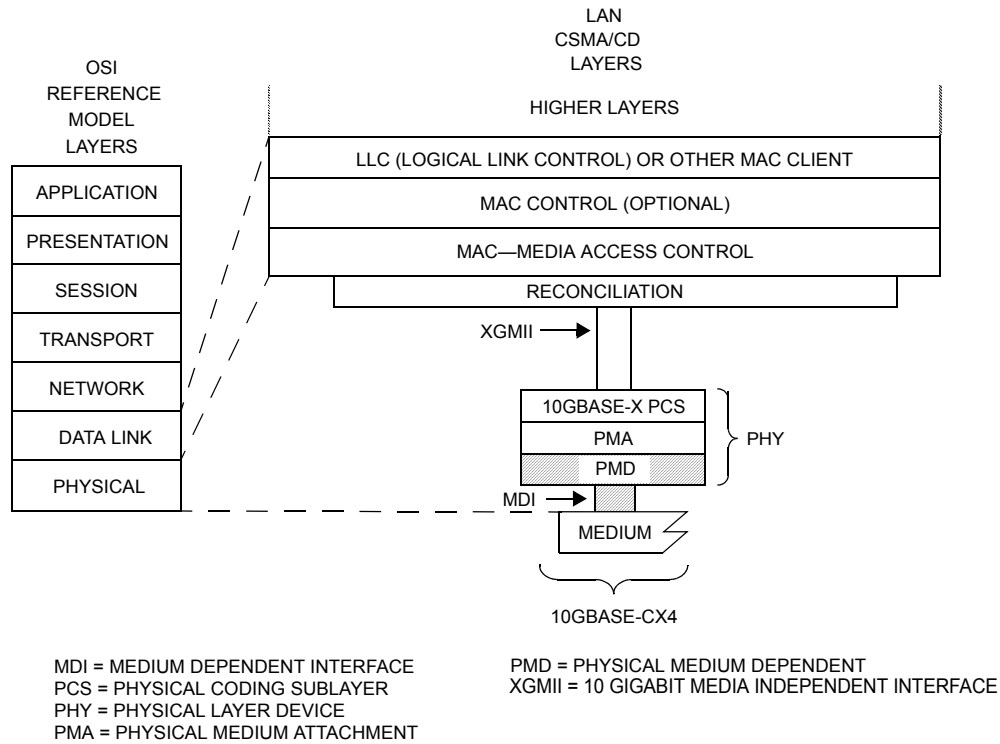 LAN
CSMA/CD
LAYERS
OSI
REFERENCE
MODEL
LAYERS
HIGHER LAYERS
LLC (LOGICAL LINK CONTROL) OR OTHER MAC CLIENT
MAC CONTROL (OPTIONAL)
MAC—MEDIA ACCESS CONTROL
RECONCILIATION
APPLICATION
PRESENTATION
SESSION
TRANSPORT
NETWORK
DATA LINK
PHYSICAL
XGMII
10GBASE-X PCS
PMA
PMD
PHY
MDI
MEDIUM
10GBASE-CX4
MDI = MEDIUM DEPENDENT INTERFACE
PCS = PHYSICAL CODING SUBLAYER
PHY = PHYSICAL LAYER DEVICE
PMA = PHYSICAL MEDIUM ATTACHMENT
PMD = PHYSICAL MEDIUM DEPENDENT
XGMII = 10 GIGABIT MEDIA INDEPENDENT INTERFACE